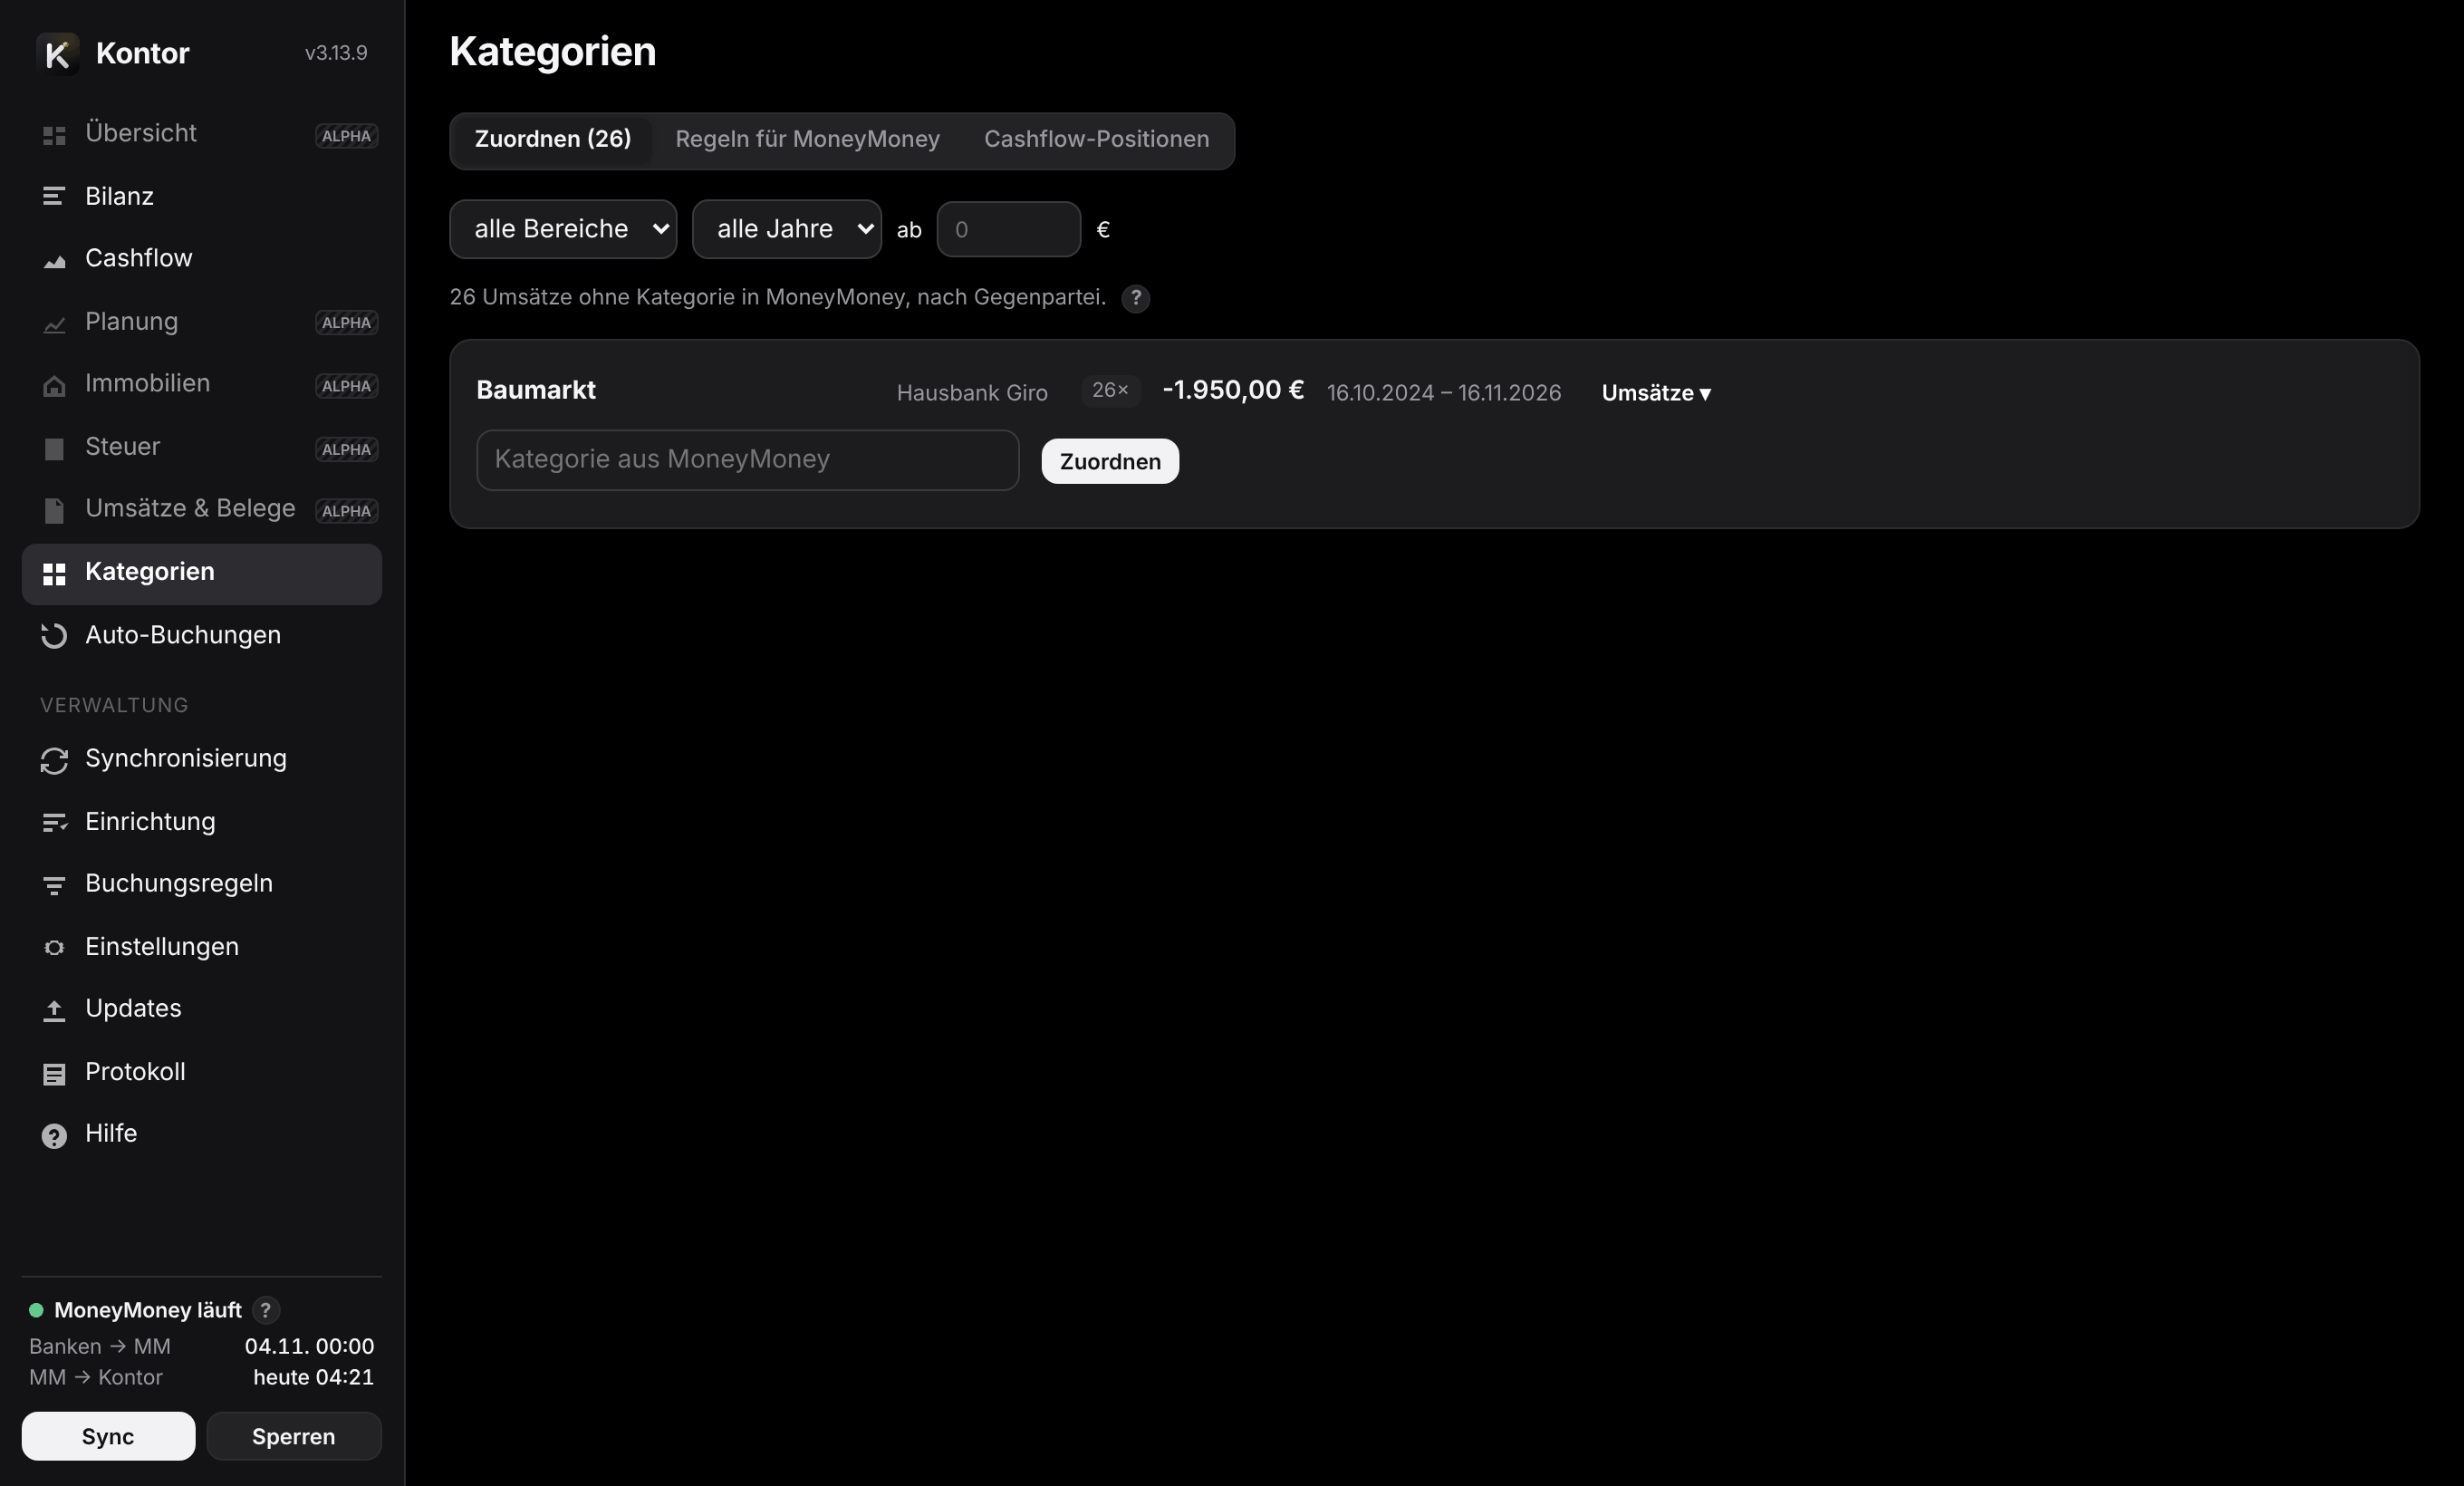 Kontor v3.13.9
Übersicht ALPHA
Bilanz
Cashflow
Planung ALPHA
Immobilien ALPHA
Steuer ALPHA
Umsätze & Belege ALPHA
Kategorien
Auto-Buchungen
VERWALTUNG
Synchronisierung
Einrichtung
Buchungsregeln
Einstellungen
Updates
Protokoll
Hilfe
MoneyMoney läuft ?
Banken → MM 04.11. 00:00
MM → Kontor heute 04:21
Sync Sperren
Kategorien
Zuordnen (26) Regeln für MoneyMoney Cashflow-Positionen
alle Bereiche alle Jahre ab 0 €
26 Umsätze ohne Kategorie in MoneyMoney, nach Gegenpartei. ?
Baumarkt Hausbank Giro 26× -1.950,00 € 16.10.2024 – 16.11.2026 Umsätze ▾
Kategorie aus MoneyMoney Zuordnen